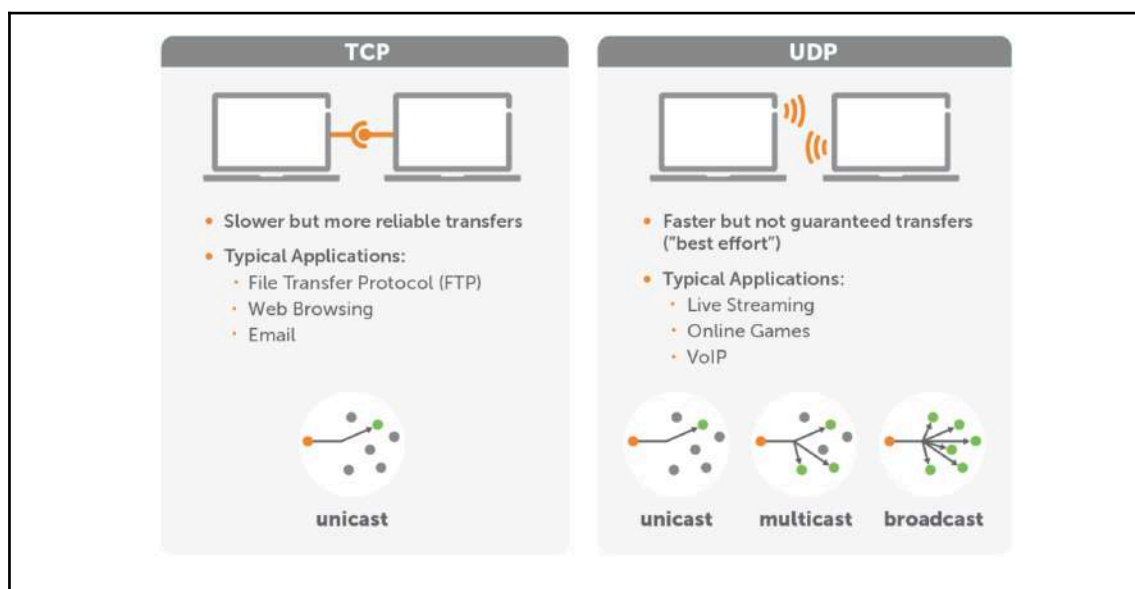 TCP
• Slower but more reliable transfers
• Typical Applications:
• File Transfer Protocol (FTP)
• Web Browsing
• Email
unicast
UDP
• Faster but not guaranteed transfers
("best effort")
• Typical Applications:
• Live Streaming
• Online Games
• VoIP
unicast multicast broadcast